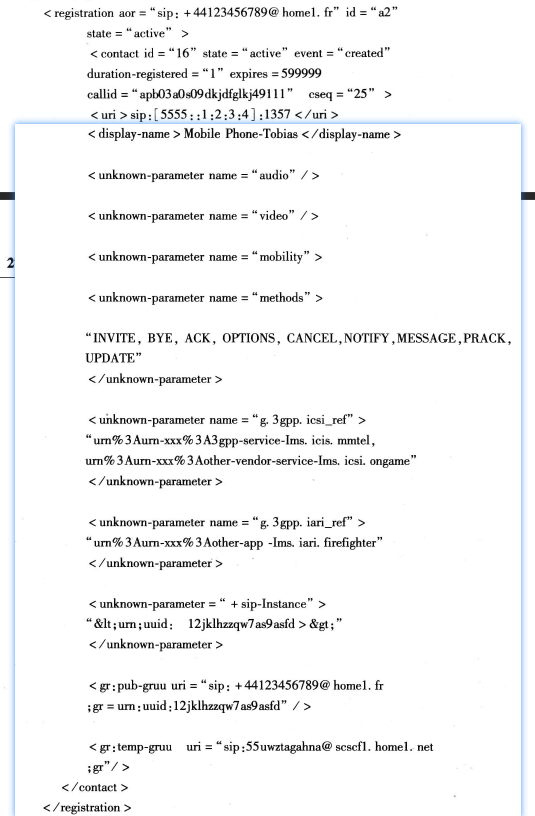 < registration aor = “sip: +44123456789@ home1. fr” id = “a2”
state = “active” >
< contact id = “16” state = “active” event = “created”
duration-registered = “1” expires = 599999
callid = “apb03a0s09dkjdfglkj49111” cseq = “25” >
< uri > sip:[5555::1:2:3:4]:1357 </uri >
< display-name > Mobile Phone-Tobias </display-name >
< unknown-parameter name = “audio” / >
< unknown-parameter name = “video” / >
2
< unknown-parameter name = “mobility” >
< unknown-parameter name = “methods” >
“INVITE, BYE, ACK, OPTIONS, CANCEL,NOTIFY,MESSAGE,PRACK,
UPDATE”
</unknown-parameter >
< unknown-parameter name = “g. 3gpp. icsi_ref” >
“urn% 3Aurn-xxx% 3A3gpp-service-Ims. icis. mmtel,
urn% 3Aurn-xxx% 3Aother-vendor-service-Ims. icsi. ongame”
</unknown-parameter >
< unknown-parameter name = “g. 3gpp. iari_ref” >
“urn% 3Aurn-xxx% 3Aother-app -Ims. iari. firefighter”
</unknown-parameter >
< unknown-parameter = “ + sip-Instance” >
“&lt;urn;uuid: 12jklhzzqw7as9asfd > &gt;”
</unknown-parameter >
< gr:pub-gruu uri = “sip: +44123456789@ home1. fr
;gr = urn:uuid:12jklhzzqw7as9asfd” / >
< gr:temp-gruu uri = “sip:55uwztagahna@ scscf1. home1. net
;gr”/ >
</contact >
</registration >